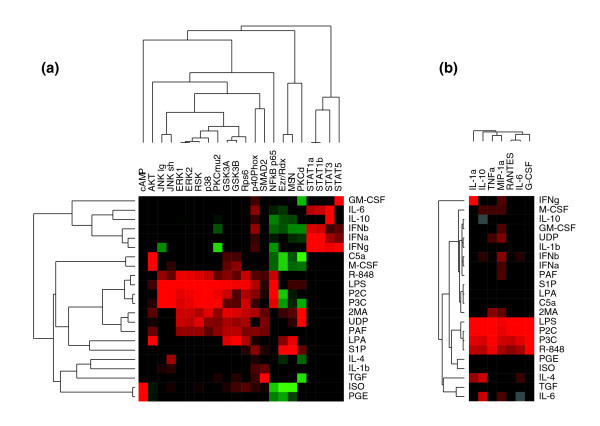 (a)
(b)
cAMP
AKT
JNK lg
JNK sh
ERK1
ERK2
RSK
p38
PKCmu2
GSK3A
GSK3B
Rps6
p40Phox
SMAD2
NFkB p65
Ezr/Rdx
MSN
PKCd
STAT1a
STAT1b
STAT3
STAT5
GM-CSF
IL-6
IL-10
IFNb
IFNa
IFNg
C5a
M-CSF
R-848
LPS
P2C
P3C
2MA
UDP
PAF
LPA
S1P
IL-4
IL-1b
TGF
ISO
PGE
IL-1a
IL-10
TNFa
MIP-1a
RANTES
IL-6
G-CSF
IFNg
M-CSF
IL-10
GM-CSF
UDP
IL-1b
IFNb
IFNa
PAF
S1P
LPA
C5a
2MA
LPS
P2C
P3C
R-848
PGE
ISO
IL-4
TGF
IL-6